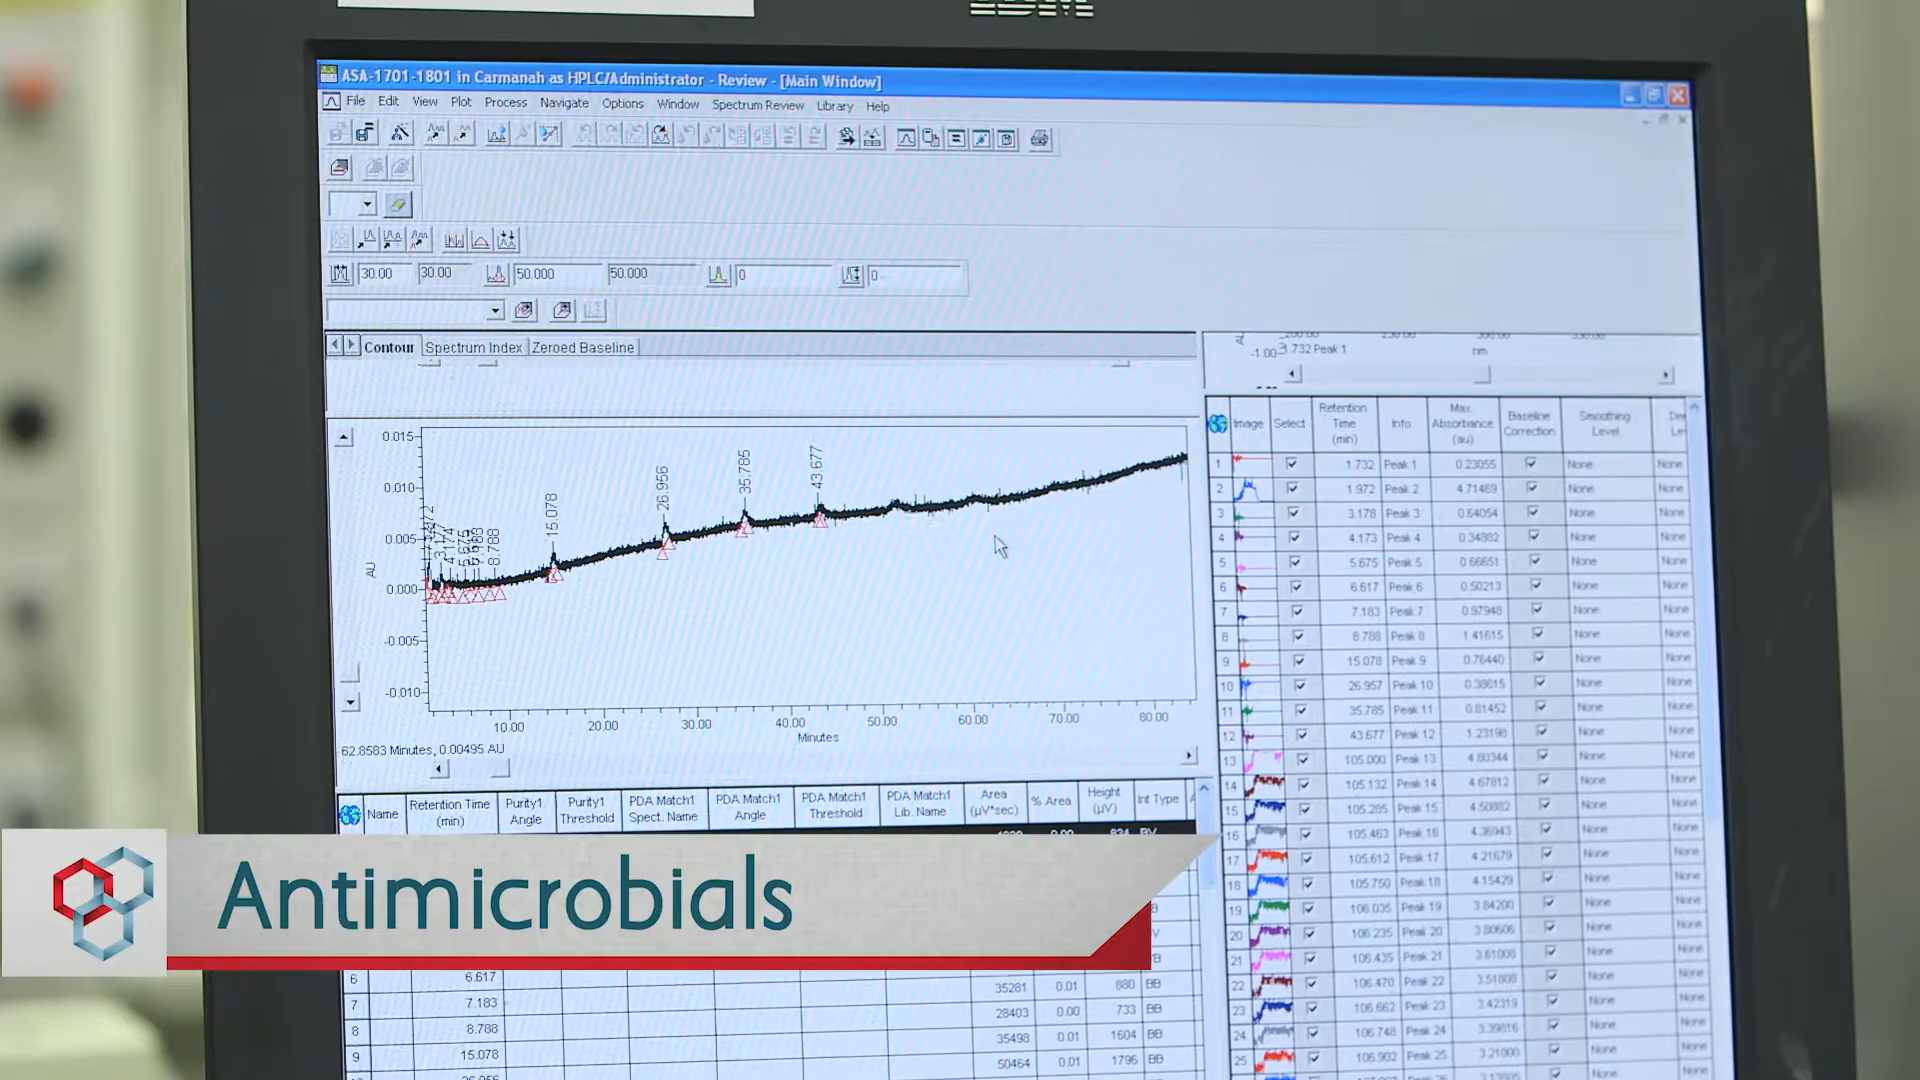 IBM
ASA-1701-1801 in Carmanah as HPLC/Administrator - Review - [Main Window]
File Edit View Plot Process Navigate Options Window Spectrum Review Library Help
30.00 30.00 50.000 50.000 0 0
Contour Spectrum Index Zeroed Baseline
0.015
0.010
0.005
0.000
-0.005
-0.010
AU
4.174
8.788
15.078
26.956
35.785
43.677
10.00 20.00 30.00 40.00 50.00 60.00 70.00 80.00
Minutes
62.8583 Minutes, 0.00495 AU
-1.00
nm
Image Select Retention Time (min) Info Max. Absorbance (au) Baseline Correction Smoothing Level
1 1.732 Peak 1 0.23055 None None
2 1.972 Peak 2 4.71469 None None
3 3.178 Peak 3 0.64054 None None
4 4.173 Peak 4 0.34882 None None
5 5.675 Peak 5 0.66651 None None
6 6.617 Peak 6 0.50213 None None
7 7.183 Peak 7 0.97948 None None
8 8.788 Peak 8 1.41615 None None
9 15.078 Peak 9 0.76440 None None
10 26.957 Peak 10 0.38615 None None
11 35.785 Peak 11 0.81452 None None
12 43.677 Peak 12 1.23198 None None
13 105.000 Peak 13 4.80344 None None
14 105.132 Peak 14 4.67812 None None
15 105.285 Peak 15 4.50882 None None
16 105.463 Peak 16 4.36943 None None
17 105.612 Peak 17 4.21679 None None
18 105.750 Peak 18 4.15429 None None
19 106.035 Peak 19 3.84200 None None
20 106.235 Peak 20 3.80606 None None
21 106.435 Peak 21 3.61008 None None
22 106.470 Peak 22 3.51808 None None
23 106.662 Peak 23 3.42319 None None
24 106.748 Peak 24 3.39816 None None
25 106.902 Peak 25 3.21800 None None
Name Retention Time (min) Purity1 Angle Purity1 Threshold PDA Match1 Spect. Name PDA Match1 Angle PDA Match1 Threshold PDA Match1 Lib. Name Area (µV*sec) % Area Height (µV) Int Type
Antimicrobials
6 6.617 35281 0.01 880 BB
7 7.183 28403 0.00 733 BB
8 8.788 35498 0.01 1604 BB
9 15.078 50464 0.01 1796 BB